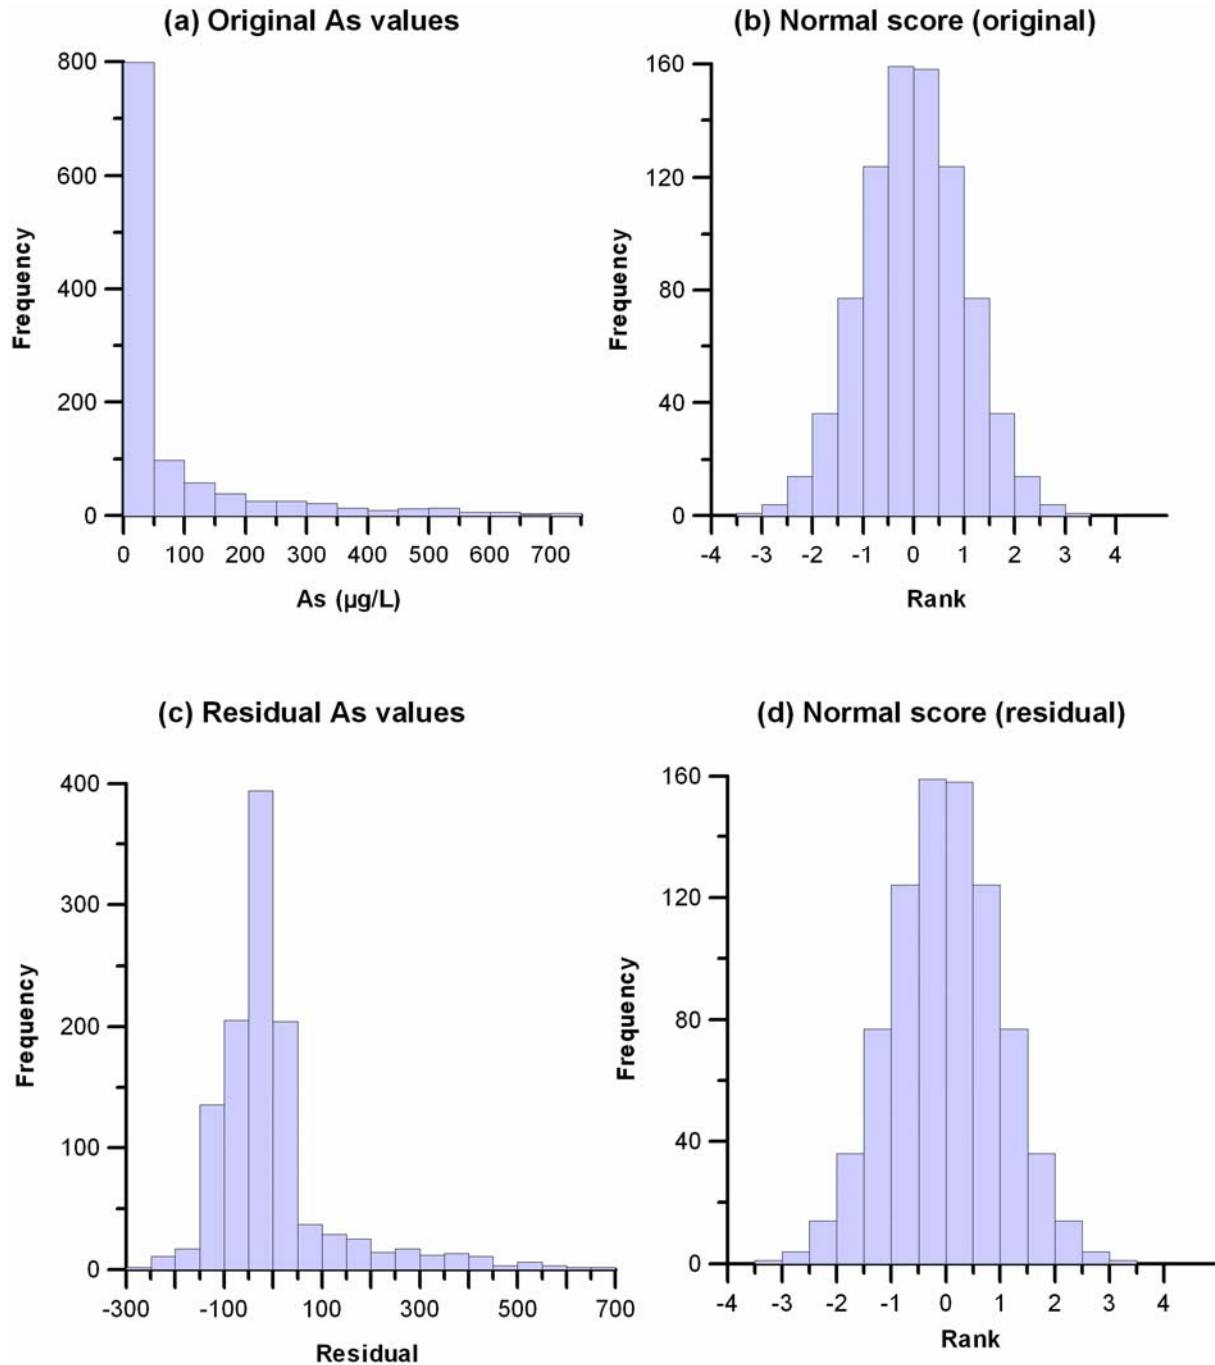 (a) Original As values
800
600
400
200
0
Frequency
0 100 200 300 400 500 600 700
As (µg/L)
(b) Normal score (original)
160
120
80
40
0
Frequency
-4 -3 -2 -1 0 1 2 3 4
Rank
(c) Residual As values
400
300
200
100
0
Frequency
-300 -100 100 300 500 700
Residual
(d) Normal score (residual)
160
120
80
40
0
Frequency
-4 -3 -2 -1 0 1 2 3 4
Rank